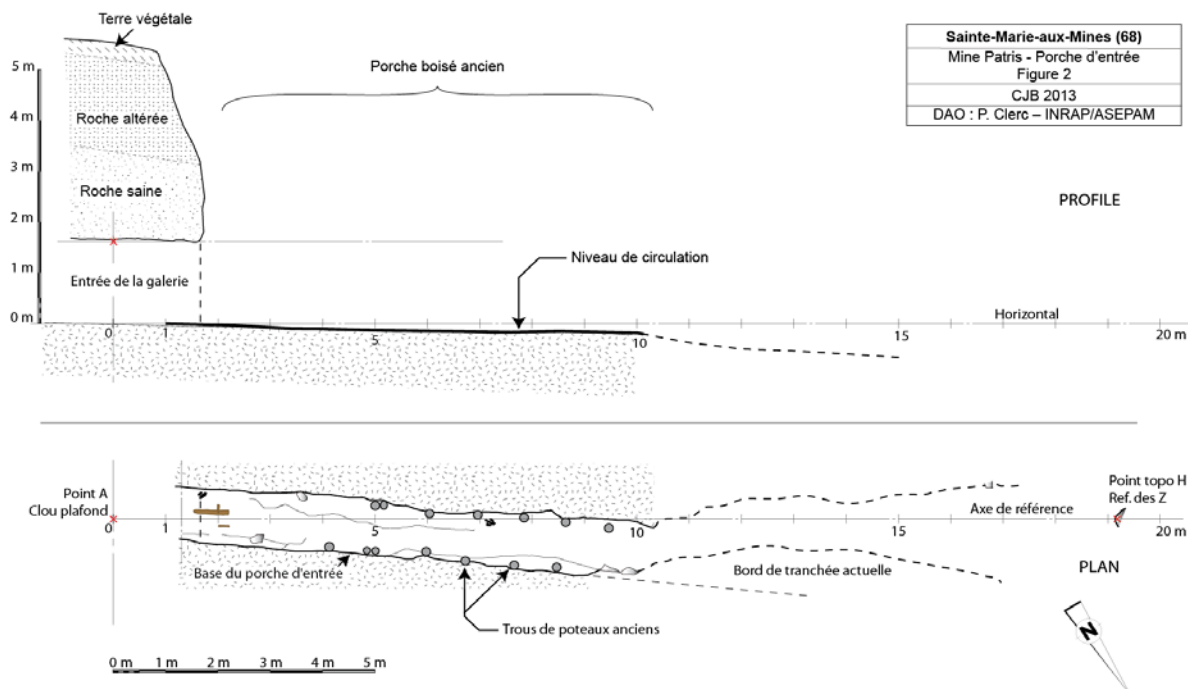 Terre végétale
Sainte-Marie-aux-Mines (68)
Mine Patris - Porche d'entrée
Figure 2
CJB 2013
DAO : P. Clerc – INRAP/ASEPAM
Porche boisé ancien
5 m
4 m
3 m
2 m
1 m
0 m
Roche altérée
Roche saine
PROFILE
Entrée de la galerie
Niveau de circulation
Horizontal
0 1 5 10 15 20 m
Point A
Clou plafond
Point topo H
Ref. des Z
Axe de référence
0 1 5 10 15 20 m
Base du porche d'entrée
Bord de tranchée actuelle
PLAN
Trous de poteaux anciens
N
0 m 1 m 2 m 3 m 4 m 5 m